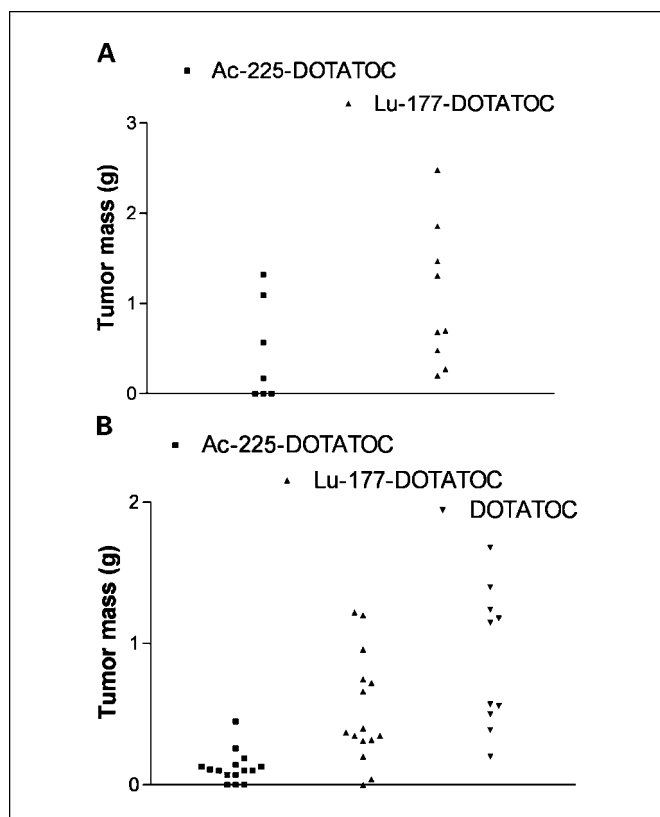 A
Ac-225-DOTATOC
Lu-177-DOTATOC
Tumor mass (g)
3
2
1
0
B
Ac-225-DOTATOC
Lu-177-DOTATOC
DOTATOC
Tumor mass (g)
2
1
0